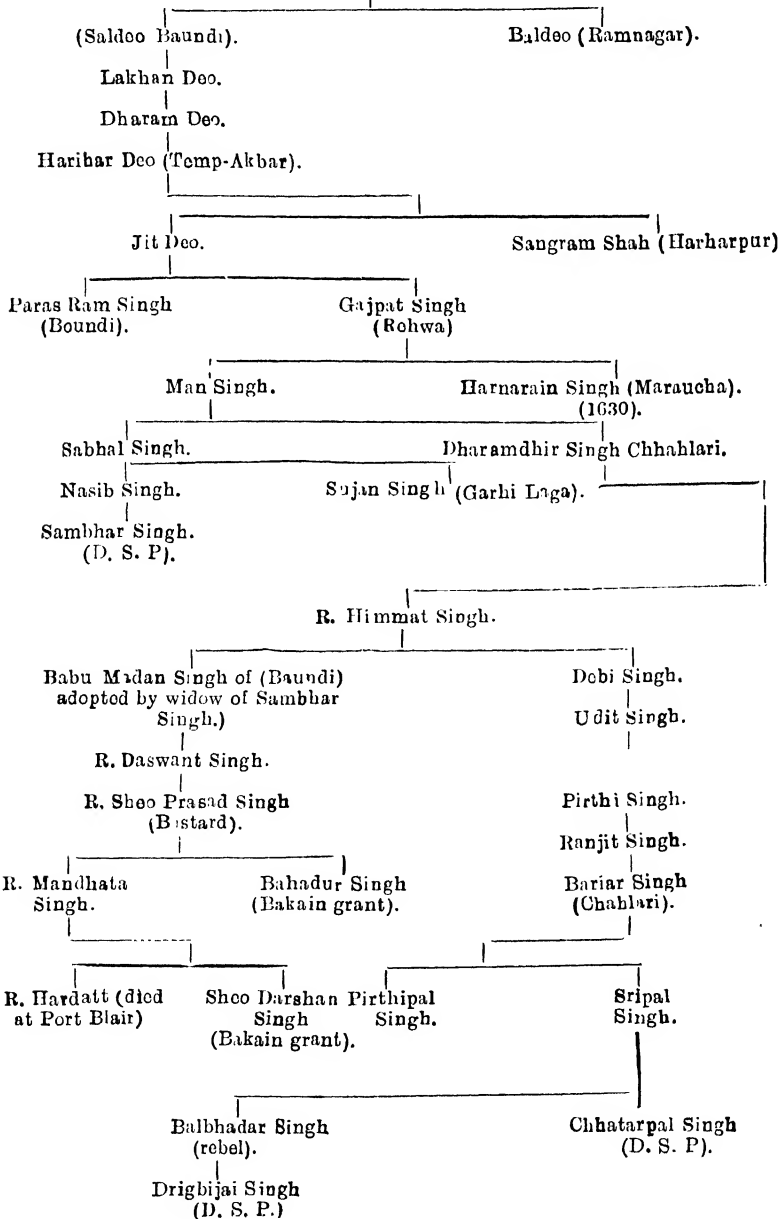 (Saldoo Baundi). Baldeo (Ramnagar).
Lakhan Deo.
Dharam Deo.
Harihar Deo (Temp-Akbar).
Jit Deo. Sangram Shah (Harharpur)
Paras Ram Singh Gajpat Singh
(Boundi). (Rohwa)
Man Singh. Harnarain Singh (Maraucha).
(1630).
Sabhal Singh. Dharamdhir Singh Chhahlari.
Nasib Singh. Sujan Singh (Garhi Laga).
Sambhar Singh.
(D. S. P).
R. Himmat Singh.
Babu Madan Singh of (Baundi) Debi Singh.
adopted by widow of Sambhar
Singh.) Udit Singh.
R. Daswant Singh.
R. Sheo Prasad Singh Pirthi Singh.
(Bastard).
Ranjit Singh.
R. Mandhata Bahadur Singh Bariar Singh
Singh. (Bakain grant). (Chahlari).
R. Hardatt (died Sheo Darshan Pirthipal Sripal
at Port Blair) Singh Singh. Singh.
(Bakain grant).
Balbhadar Singh Chhatarpal Singh
(rebel). (D. S. P).
Drigbijai Singh
(D. S. P.)